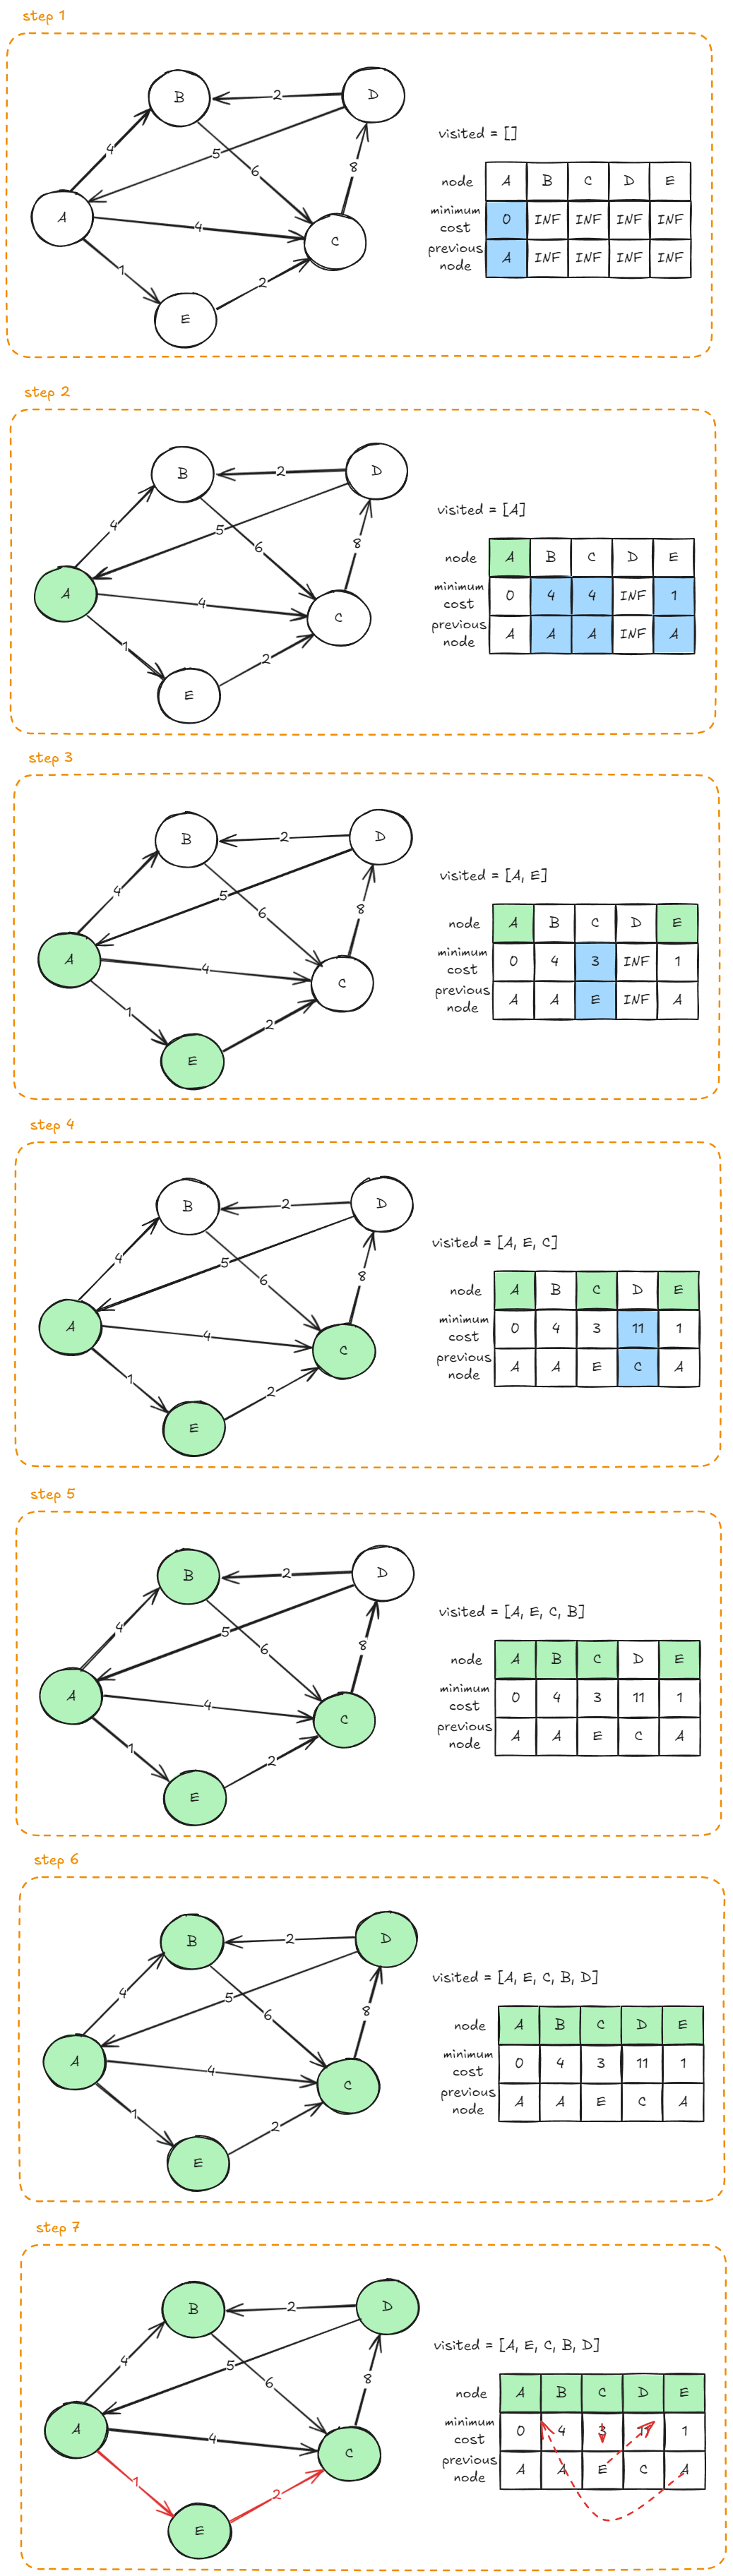 step 1
B
D
2
4
5
6
8
A
4
C
1
2
E
visited = []
node A B C D E
minimum cost 0 INF INF INF INF
previous node A INF INF INF INF
step 2
B
D
2
4
5
6
8
A
4
C
1
2
E
visited = [A]
node A B C D E
minimum cost 0 4 4 INF 1
previous node A A A INF A
step 3
B
D
2
4
5
6
8
A
4
C
1
2
E
visited = [A, E]
node A B C D E
minimum cost 0 4 3 INF 1
previous node A A E INF A
step 4
B
D
2
4
5
6
8
A
4
C
1
2
E
visited = [A, E, C]
node A B C D E
minimum cost 0 4 3 11 1
previous node A A E C A
step 5
B
D
2
4
5
6
8
A
4
C
1
2
E
visited = [A, E, C, B]
node A B C D E
minimum cost 0 4 3 11 1
previous node A A E C A
step 6
B
D
2
4
5
6
8
A
4
C
1
2
E
visited = [A, E, C, B, D]
node A B C D E
minimum cost 0 4 3 11 1
previous node A A E C A
step 7
B
D
2
4
5
6
8
A
4
C
1
2
E
visited = [A, E, C, B, D]
node A B C D E
minimum cost 0 4 3 11 1
previous node A A E C A